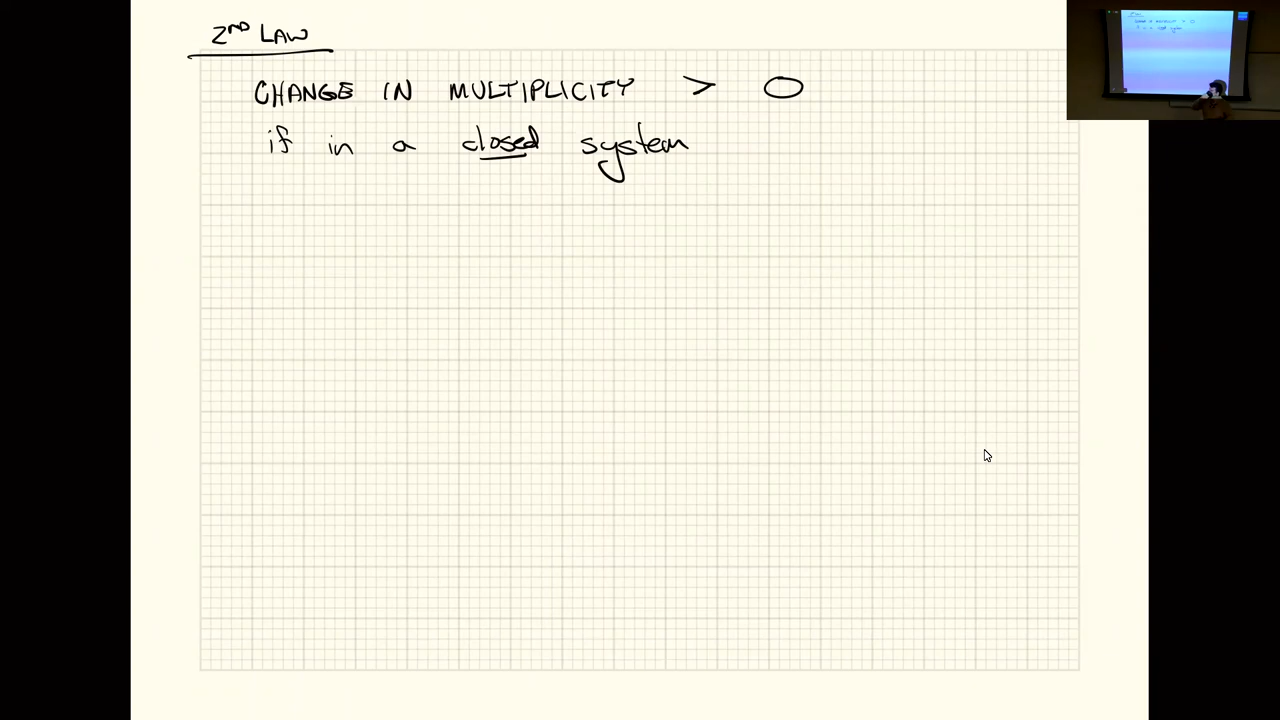 2ND LAW
CHANGE IN MULTIPLICITY > 0
if in a closed system